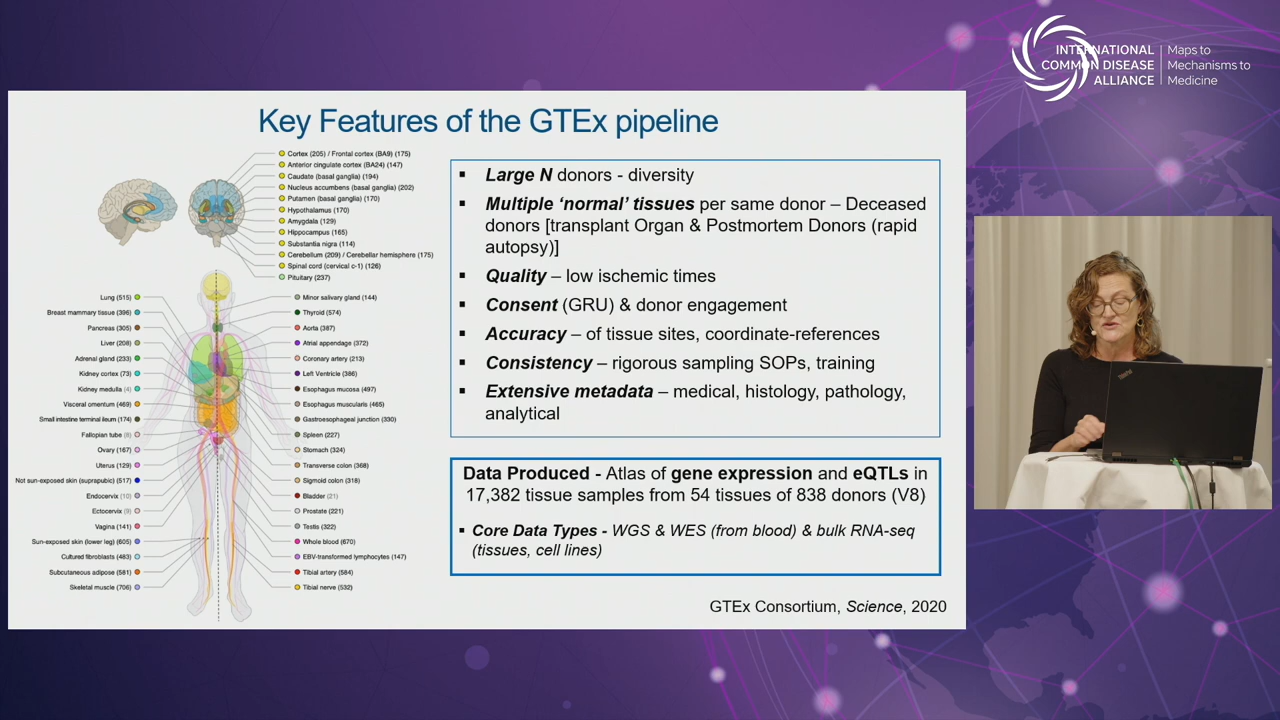 INTERNATIONAL
COMMON DISEASE
ALLIANCE
Maps to
Mechanisms to
Medicine
Key Features of the GTEx pipeline
Cortex (205) / Frontal cortex (BA9) (175)
Anterior cingulate cortex (BA24) (147)
Caudate (basal ganglia) (194)
Nucleus accumbens (basal ganglia) (202)
Putamen (basal ganglia) (170)
Hypothalamus (170)
Amygdala (129)
Hippocampus (165)
Substantia nigra (114)
Cerebellum (209) / Cerebellar hemisphere (175)
Spinal cord (cervical c-1) (126)
Pituitary (237)
Lung (515)
Breast mammary tissue (396)
Pancreas (305)
Liver (208)
Adrenal gland (233)
Kidney cortex (73)
Kidney medulla (4)
Visceral omentum (469)
Small intestine terminal ileum (174)
Fallopian tube (8)
Ovary (167)
Uterus (129)
Not sun-exposed skin (suprapubic) (517)
Endocervix (10)
Ectocervix (9)
Vagina (141)
Sun-exposed skin (lower leg) (605)
Cultured fibroblasts (483)
Subcutaneous adipose (581)
Skeletal muscle (706)
Minor salivary gland (144)
Thyroid (574)
Aorta (387)
Atrial appendage (372)
Coronary artery (213)
Left Ventricle (386)
Esophagus mucosa (497)
Esophagus muscularis (465)
Gastroesophageal junction (330)
Spleen (227)
Stomach (324)
Transverse colon (368)
Sigmoid colon (318)
Bladder (21)
Prostate (221)
Testis (322)
Whole blood (670)
EBV-transformed lymphocytes (147)
Tibial artery (584)
Tibial nerve (532)
▪ Large N donors - diversity
▪ Multiple ‘normal’ tissues per same donor – Deceased
donors [transplant Organ & Postmortem Donors (rapid
autopsy)]
▪ Quality – low ischemic times
▪ Consent (GRU) & donor engagement
▪ Accuracy – of tissue sites, coordinate-references
▪ Consistency – rigorous sampling SOPs, training
▪ Extensive metadata – medical, histology, pathology,
analytical
Data Produced - Atlas of gene expression and eQTLs in
17,382 tissue samples from 54 tissues of 838 donors (V8)
▪ Core Data Types - WGS & WES (from blood) & bulk RNA-seq
(tissues, cell lines)
GTEx Consortium, Science, 2020
ThinkPad